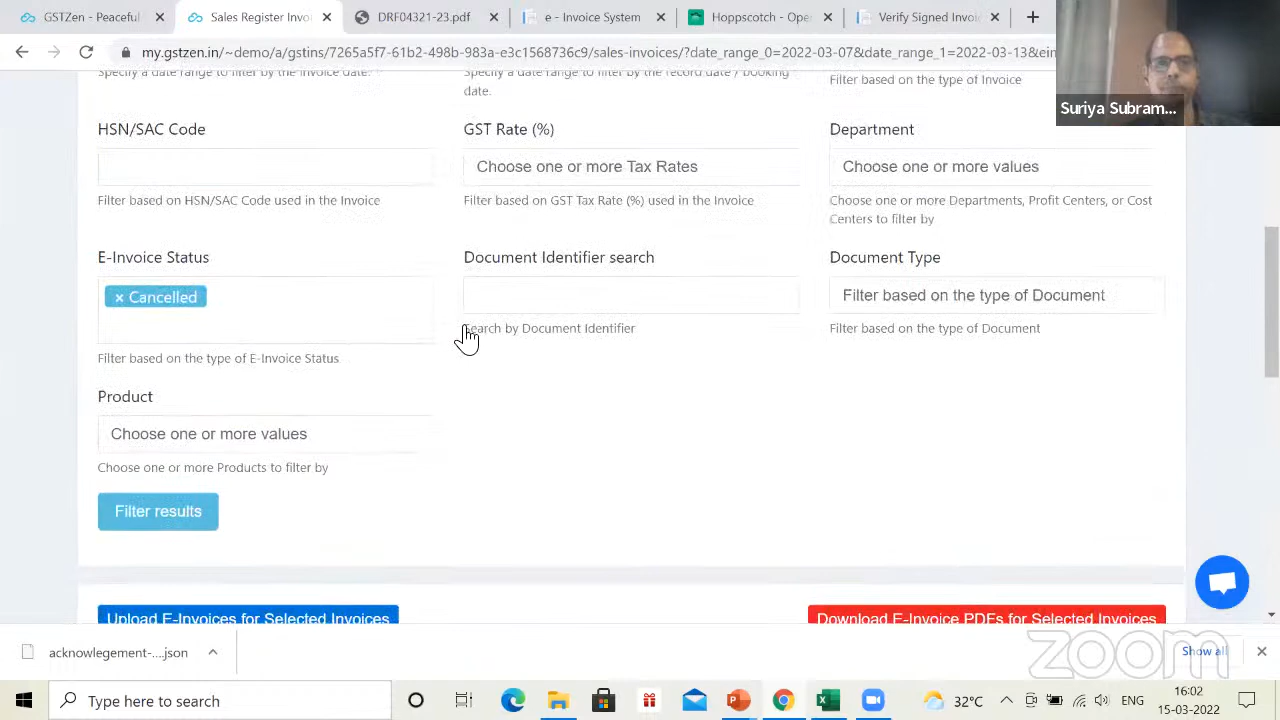 GSTZen - Peaceful
Sales Register Invoi
DRF04322-23.pdf
e - Invoice System
Hoppscotch - Ope
Verify Signed Invoice
my.gstzen.in/~demo/a/gstins/7265a5f7-61b2-498b-983a-e3c1568736c9/sales-invoices/?date_range_0=2022-03-07&date_range_1=2022-03-13&ein
Suriya Subram...
Specify a date range to filter by the invoice date.
Specify a date range to filter by the record date / booking
date.
Filter based on the type of Invoice
HSN/SAC Code
GST Rate (%)
Department
Choose one or more Tax Rates
Choose one or more values
Filter based on HSN/SAC Code used in the Invoice
Filter based on GST Tax Rate (%) used in the Invoice
Choose one or more Departments, Profit Centers, or Cost
Centers to filter by
E-Invoice Status
Document Identifier search
Document Type
× Cancelled
Filter based on the type of Document
Search by Document Identifier
Filter based on the type of Document
Filter based on the type of E-Invoice Status
Product
Choose one or more values
Choose one or more Products to filter by
Filter results
Upload E-Invoices for Selected Invoices
Download E-Invoice PDFs for Selected Invoices
acknowlegement-....json
Show all
zoom
Type here to search
32°C
ENG
16:02
15-03-2022